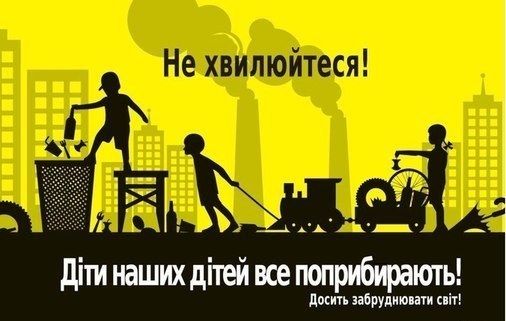 Не хвилюйтеся!
Діти наших дітей все поприбирають!
Досить забруднювати світ!